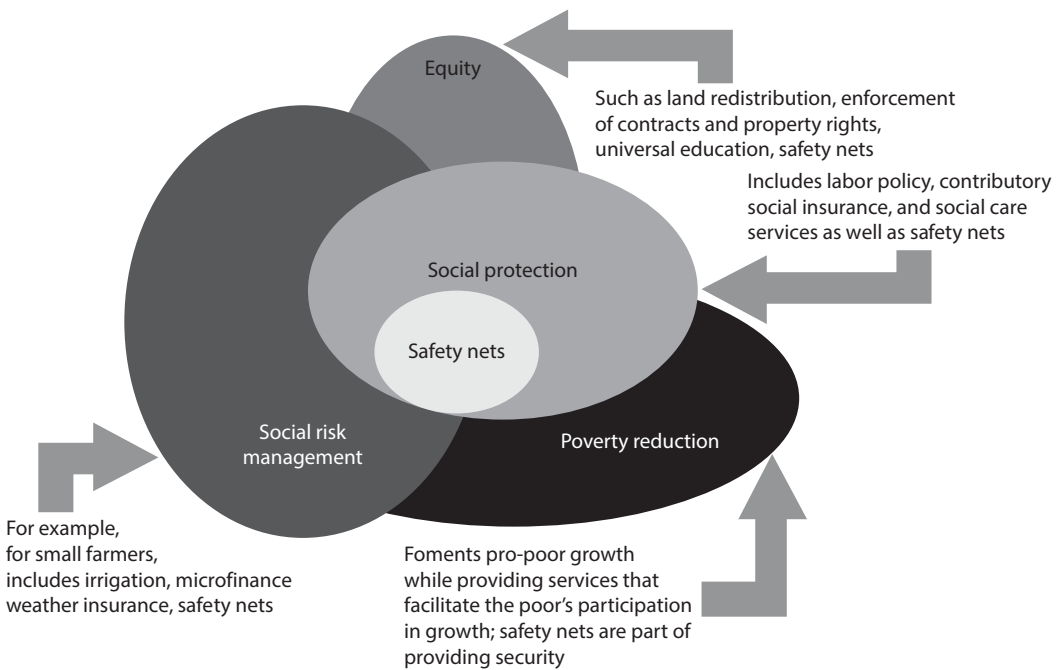 Equity
Such as land redistribution, enforcement
of contracts and property rights,
universal education, safety nets
Includes labor policy, contributory
social insurance, and social care
services as well as safety nets
Social protection
Safety nets
Social risk
management
Poverty reduction
For example,
for small farmers,
includes irrigation, microfinance
weather insurance, safety nets
Foments pro-poor growth
while providing services that
facilitate the poor’s participation
in growth; safety nets are part of
providing security